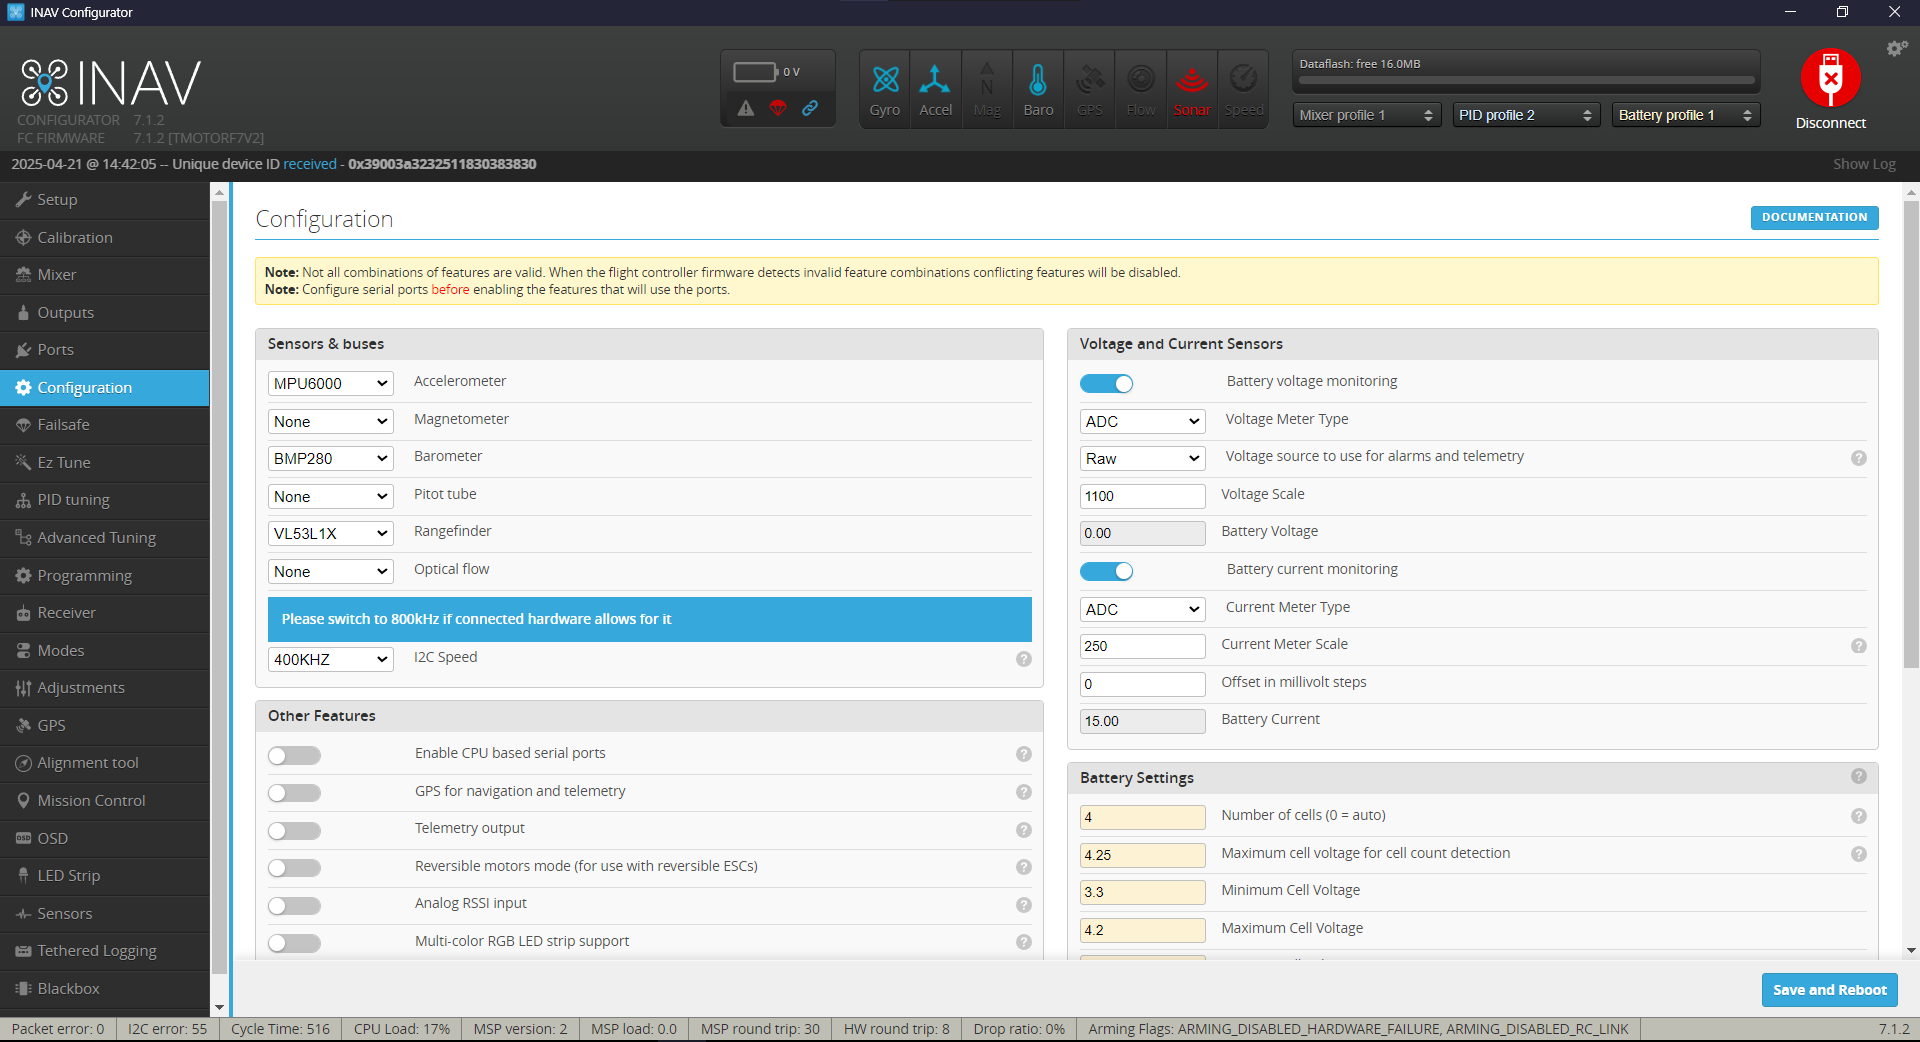 INAV Configurator
INAV
CONFIGURATOR 7.1.2
FC FIRMWARE 7.1.2 [TMOTORF7V2]
0 V
Gyro
Accel
Mag
Baro
GPS
Flow
Sonar
Speed
Dataflash: free 16.0MB
Mixer profile 1
PID profile 2
Battery profile 1
Disconnect
2025-04-21 @ 14:42:05 -- Unique device ID received - 0x39003a3232511830383830
Show Log
Setup
Calibration
Mixer
Outputs
Ports
Configuration
Failsafe
Ez Tune
PID tuning
Advanced Tuning
Programming
Receiver
Modes
Adjustments
GPS
Alignment tool
Mission Control
OSD
LED Strip
Sensors
Tethered Logging
Blackbox
Configuration
DOCUMENTATION
Note: Not all combinations of features are valid. When the flight controller firmware detects invalid feature combinations conflicting features will be disabled.
Note: Configure serial ports before enabling the features that will use the ports.
Sensors & buses
MPU6000 Accelerometer
None Magnetometer
BMP280 Barometer
None Pitot tube
VL53L1X Rangefinder
None Optical flow
Please switch to 800kHz if connected hardware allows for it
400KHZ I2C Speed
Other Features
Enable CPU based serial ports
GPS for navigation and telemetry
Telemetry output
Reversible motors mode (for use with reversible ESCs)
Analog RSSI input
Multi-color RGB LED strip support
Voltage and Current Sensors
Battery voltage monitoring
ADC Voltage Meter Type
Raw Voltage source to use for alarms and telemetry
1100 Voltage Scale
0.00 Battery Voltage
Battery current monitoring
ADC Current Meter Type
250 Current Meter Scale
0 Offset in millivolt steps
15.00 Battery Current
Battery Settings
4 Number of cells (0 = auto)
4.25 Maximum cell voltage for cell count detection
3.3 Minimum Cell Voltage
4.2 Maximum Cell Voltage
Save and Reboot
Packet error: 0
I2C error: 55
Cycle Time: 516
CPU Load: 17%
MSP version: 2
MSP load: 0.0
MSP round trip: 30
HW round trip: 8
Drop ratio: 0%
Arming Flags: ARMING_DISABLED_HARDWARE_FAILURE, ARMING_DISABLED_RC_LINK
7.1.2